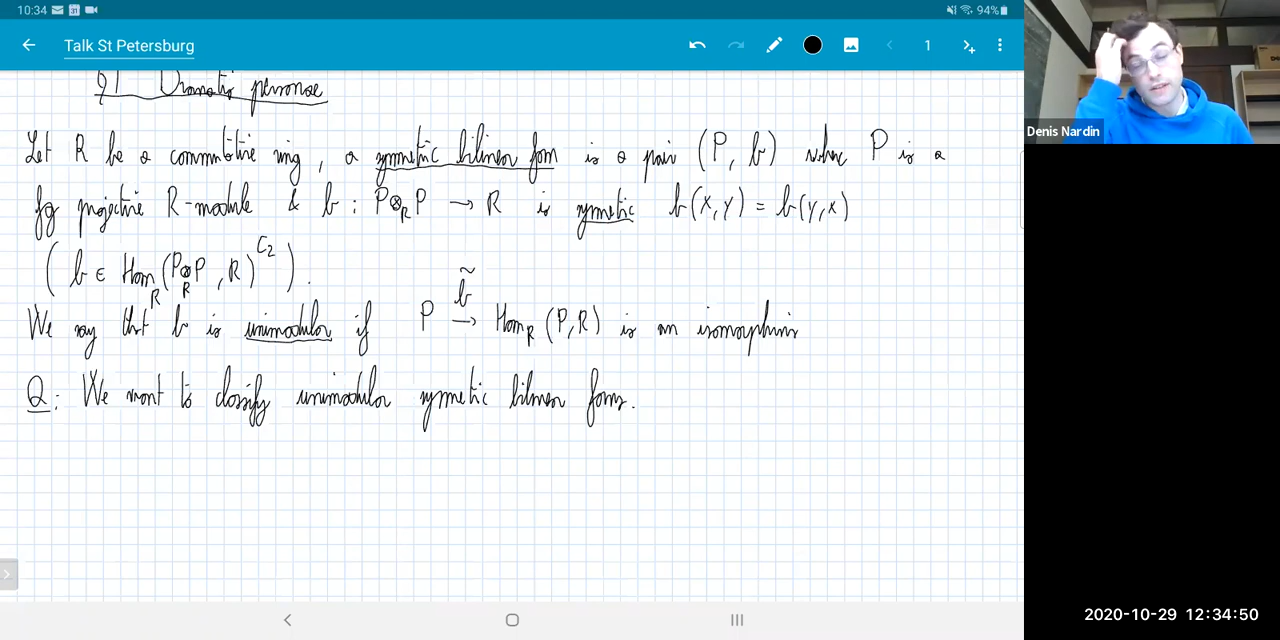 10:34 94%
Talk St Petersburg
1
§1 Dramatis personae
Let R be a commutative ring, a symmetric bilinear form is a pair (P, b) where P is a
fg projective R-module & b : P⊗_R P → R is symetric b(x,y) = b(y,x)
( b ∈ Hom_R (P⊗_R P, R)^{C_2} ).
We say that b is unimodular if P →^{b̃} Hom_R (P,R) is an isomorphism
Q: We want to classify unimodular symmetric bilinear forms.
Denis Nardin
2020-10-29 12:34:50